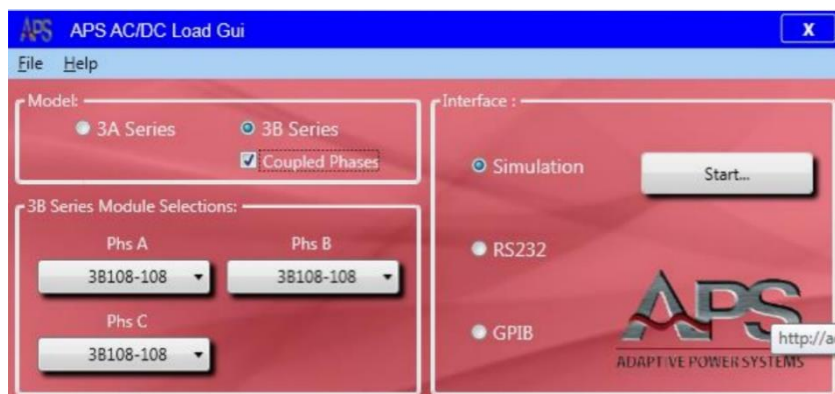 APS APS AC/DC Load Gui X
File Help
Model:
3A Series 3B Series
Coupled Phases
3B Series Module Selections:
Phs A Phs B
3B108-108 3B108-108
Phs C
3B108-108
Interface :
Simulation Start...
RS232
GPIB
APS
ADAPTIVE POWER SYSTEMS
http://a